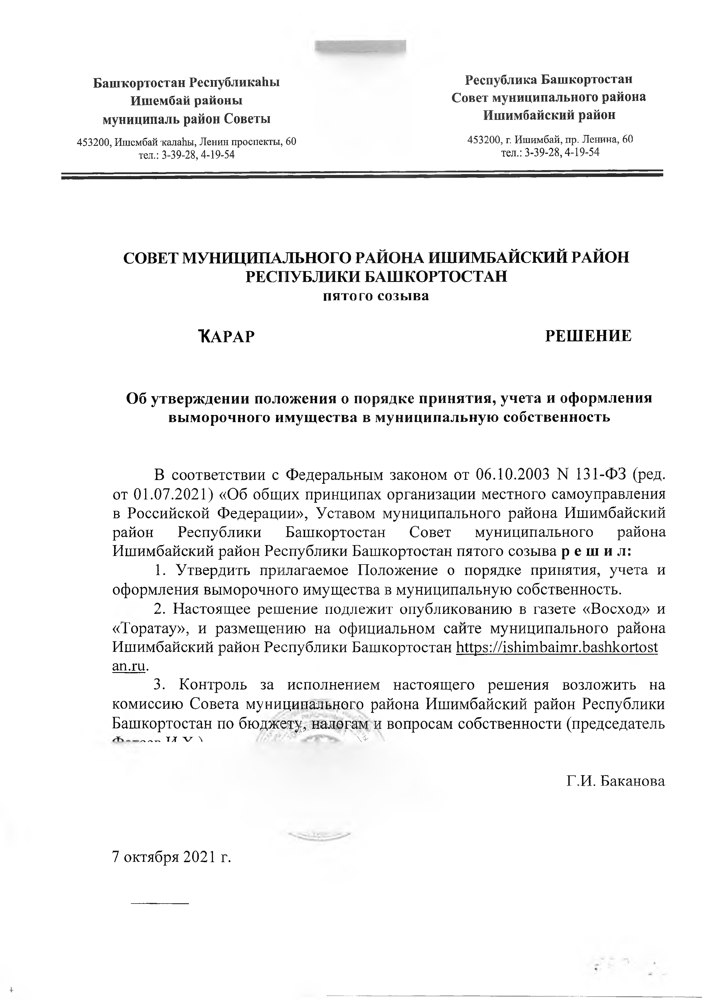 Башҡортостан Республикаһы
Ишембай районы
муниципаль район Советы
453200, Ишембай ҡалаһы, Ленин проспекты, 60
тел.: 3-39-28, 4-19-54
Республика Башкортостан
Совет муниципального района
Ишимбайский район
453200, г. Ишимбай, пр. Ленина, 60
тел.: 3-39-28, 4-19-54
СОВЕТ МУНИЦИПАЛЬНОГО РАЙОНА ИШИМБАЙСКИЙ РАЙОН
РЕСПУБЛИКИ БАШКОРТОСТАН
пятого созыва
ҠАРАР РЕШЕНИЕ
Об утверждении положения о порядке принятия, учета и оформления
выморочного имущества в муниципальную собственность
В соответствии с Федеральным законом от 06.10.2003 N 131-ФЗ (ред.
от 01.07.2021) «Об общих принципах организации местного самоуправления
в Российской Федерации», Уставом муниципального района Ишимбайский
район Республики Башкортостан Совет муниципального района
Ишимбайский район Республики Башкортостан пятого созыва р е ш и л:
1. Утвердить прилагаемое Положение о порядке принятия, учета и
оформления выморочного имущества в муниципальную собственность.
2. Настоящее решение подлежит опубликованию в газете «Восход» и
«Торатау», и размещению на официальном сайте муниципального района
Ишимбайский район Республики Башкортостан https://ishimbaimr.bashkortost
an.ru.
3. Контроль за исполнением настоящего решения возложить на
комиссию Совета муниципального района Ишимбайский район Республики
Башкортостан по бюджету, налогам и вопросам собственности (председатель
И.Х.)
Г.И. Баканова
7 октября 2021 г.